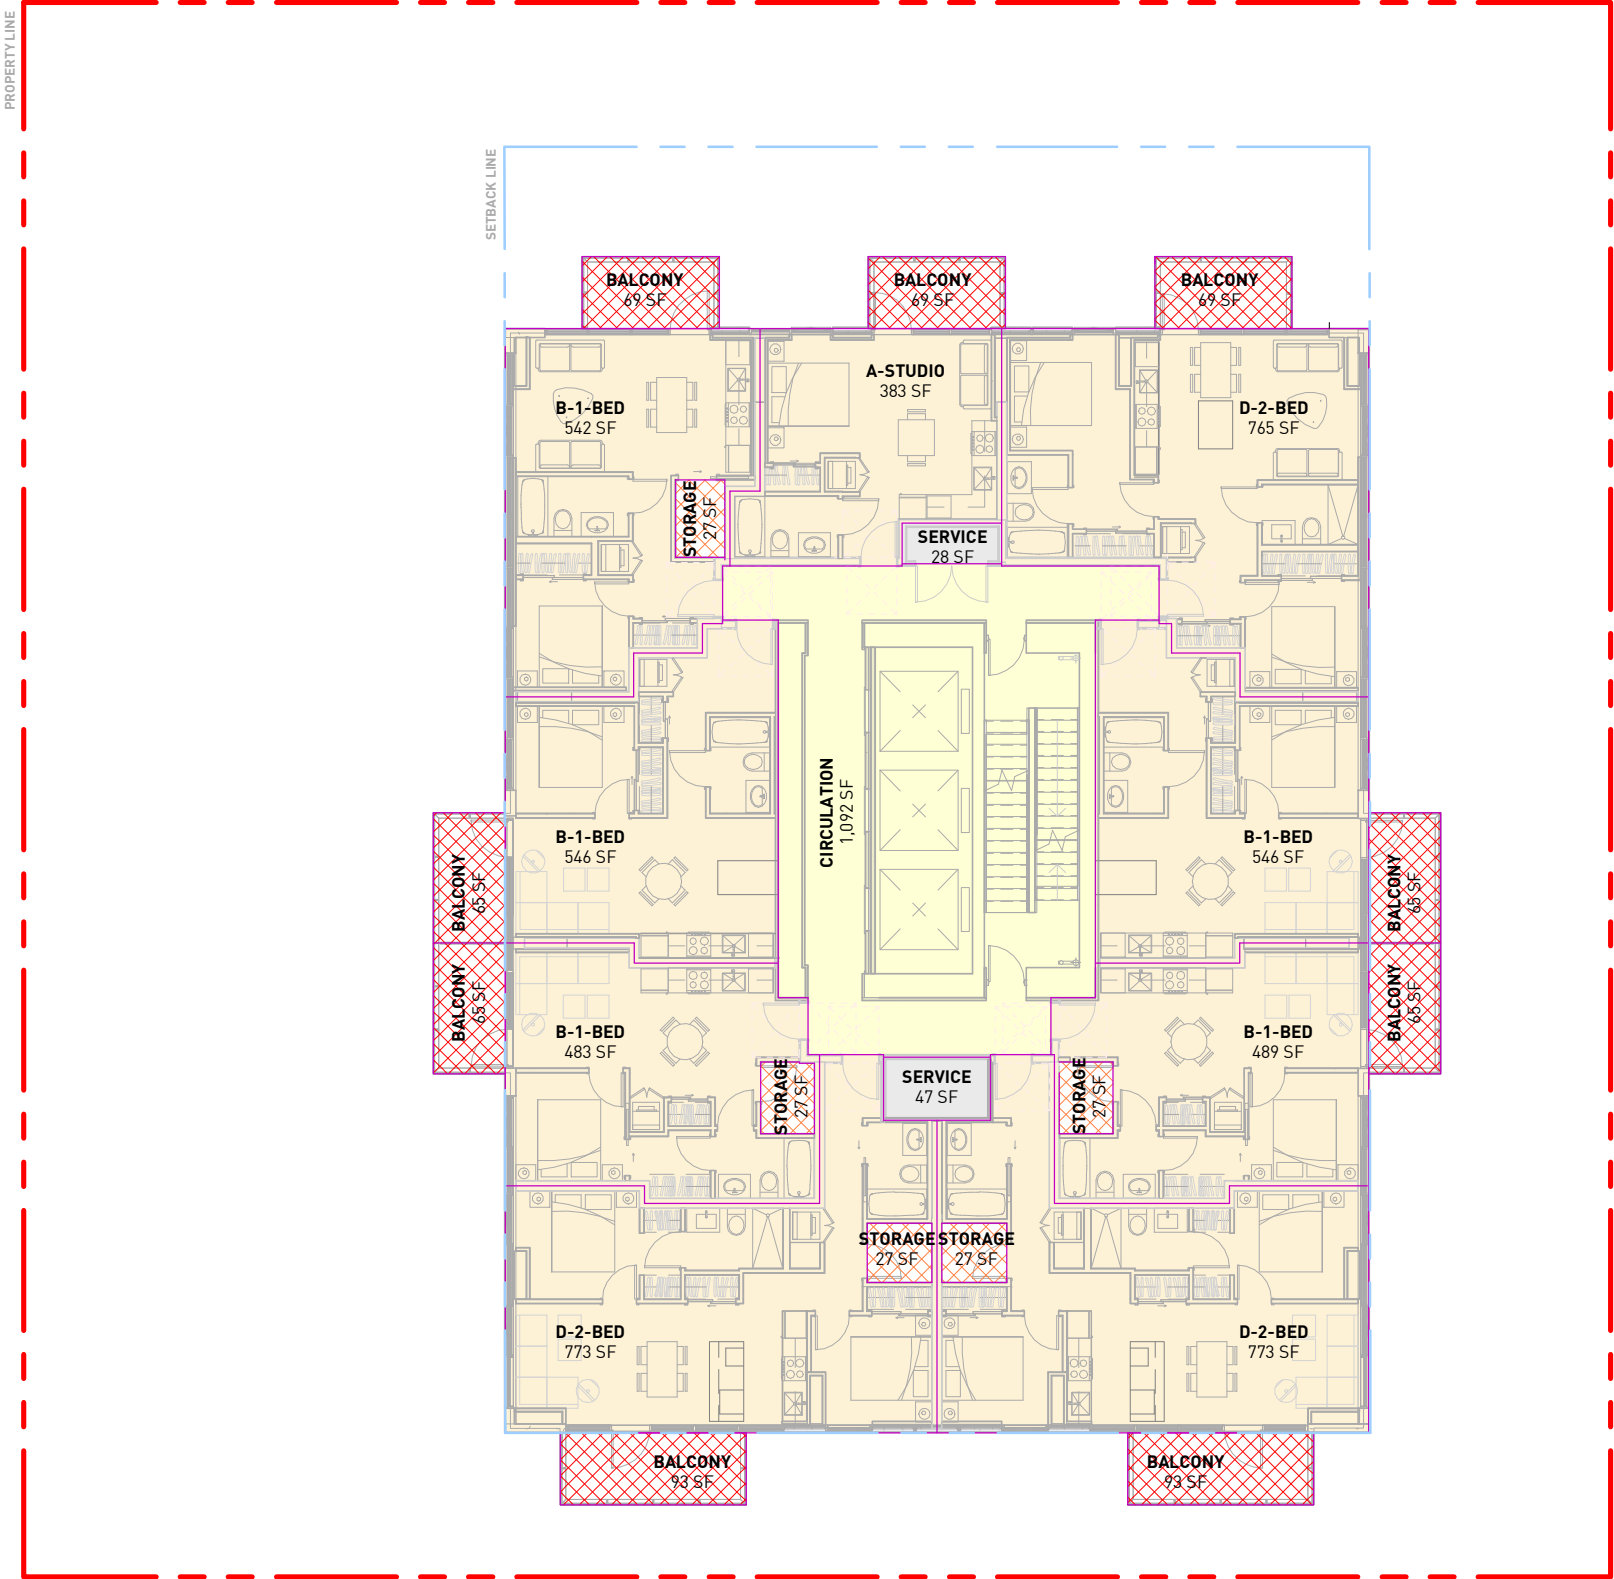 PROPERTY LINE
SETBACK LINE
BALCONY
69 SF
BALCONY
69 SF
BALCONY
69 SF
A-STUDIO
383 SF
B-1-BED
542 SF
D-2-BED
765 SF
STORAGE
27 SF
SERVICE
28 SF
CIRCULATION
1,092 SF
B-1-BED
546 SF
B-1-BED
546 SF
BALCONY
65 SF
BALCONY
65 SF
BALCONY
65 SF
BALCONY
65 SF
B-1-BED
483 SF
B-1-BED
489 SF
STORAGE
27 SF
SERVICE
47 SF
STORAGE
27 SF
STORAGE
27 SF
STORAGE
27 SF
D-2-BED
773 SF
D-2-BED
773 SF
BALCONY
93 SF
BALCONY
93 SF